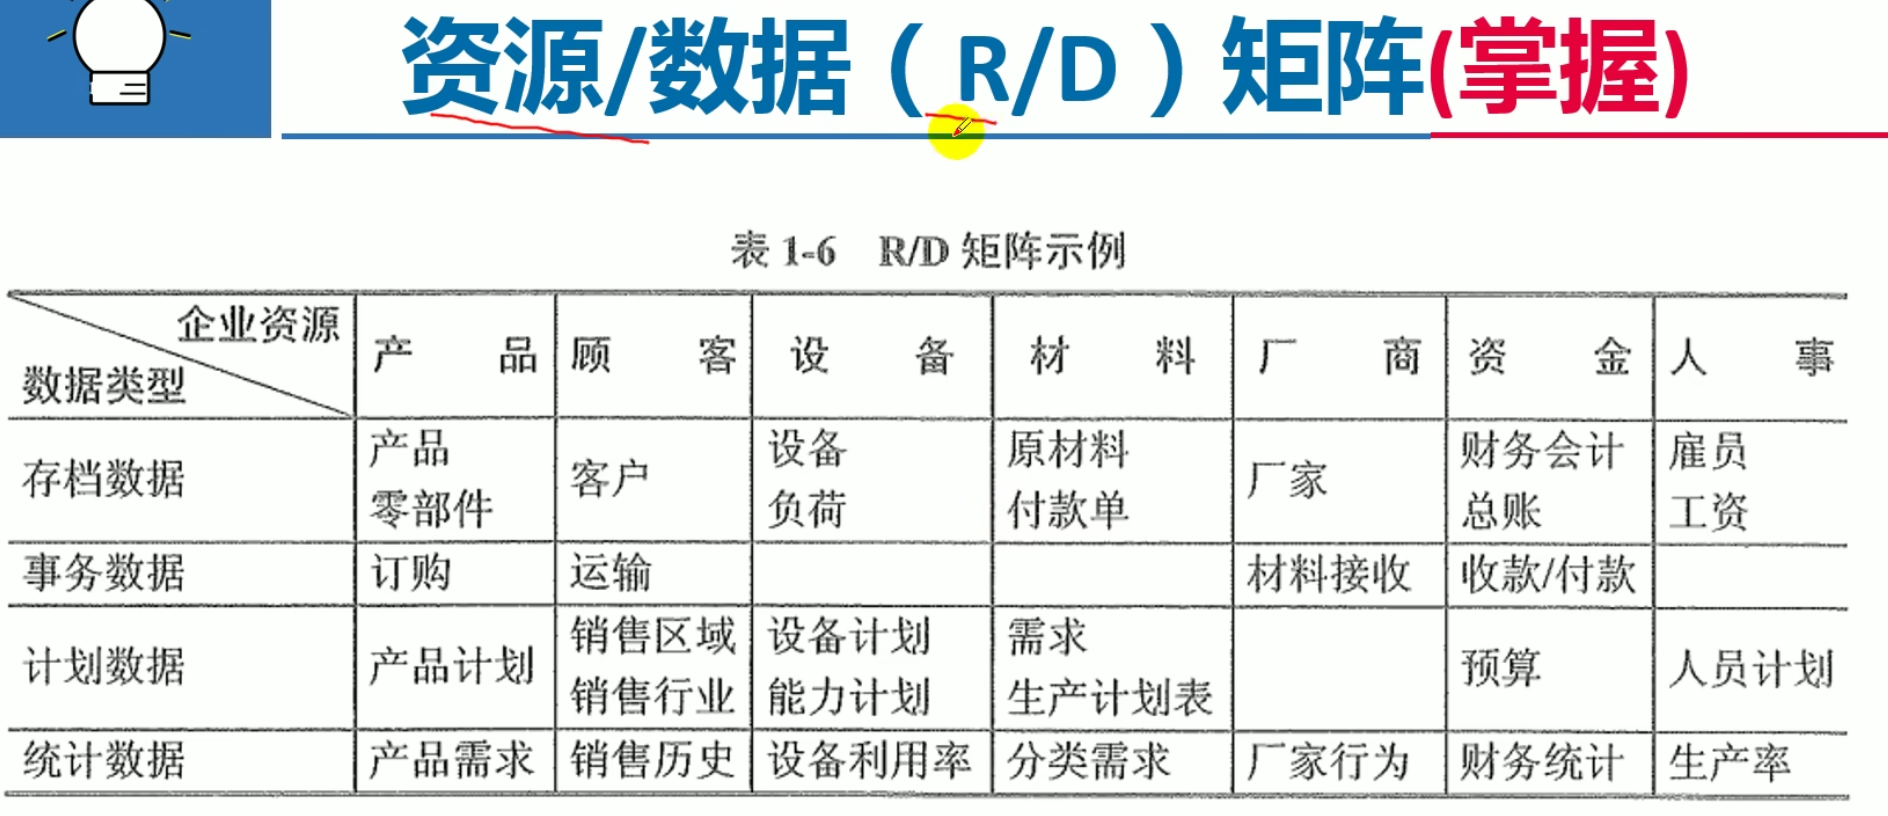 资源/数据（R/D）矩阵(掌握)
表 1-6 R/D 矩阵示例
企业资源
数据类型
产品 顾客 设备 材料 厂商 资金 人事
存档数据 产品 零部件 客户 设备 负荷 原材料 付款单 厂家 财务会计 总账 雇员 工资
事务数据 订购 运输 材料接收 收款/付款
计划数据 产品计划 销售区域 销售行业 设备计划 能力计划 需求 生产计划表 预算 人员计划
统计数据 产品需求 销售历史 设备利用率 分类需求 厂家行为 财务统计 生产率